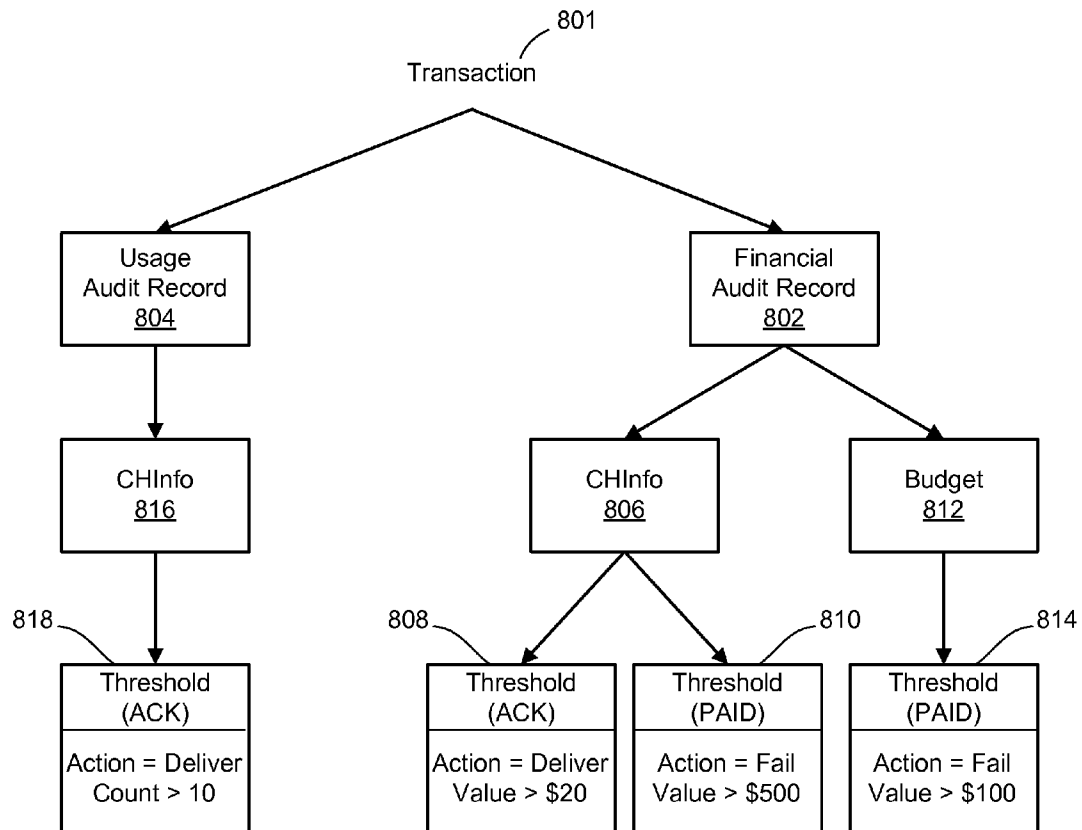 801
Transaction
Usage
Audit Record
804
Financial
Audit Record
802
CHInfo
816
CHInfo
806
Budget
812
818
808
810
814
Threshold
(ACK)
Action = Deliver
Count > 10
Threshold
(ACK)
Action = Deliver
Value > $20
Threshold
(PAID)
Action = Fail
Value > $500
Threshold
(PAID)
Action = Fail
Value > $100